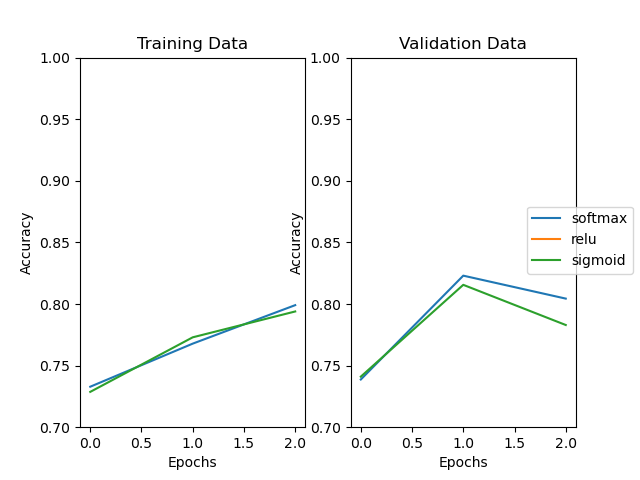 Training Data
Validation Data
1.00
0.95
0.90
0.85
0.80
0.75
0.70
Accuracy
0.0
0.5
1.0
1.5
2.0
Epochs
1.00
0.95
0.90
0.85
0.80
0.75
0.70
Accuracy
0.0
0.5
1.0
1.5
2.0
Epochs
softmax
relu
sigmoid